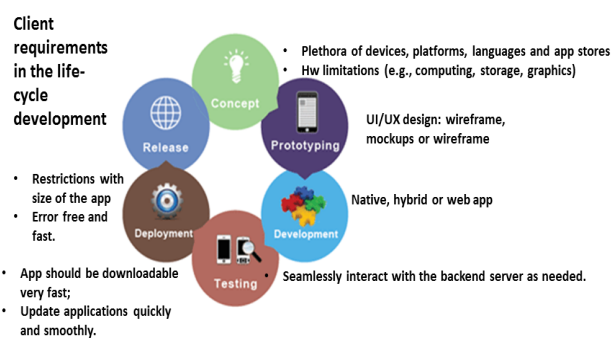 Client
requirements
in the life-
cycle
development
• Plethora of devices, platforms, languages and app stores
• Hw limitations (e.g., computing, storage, graphics)
Concept
UI/UX design: wireframe,
mockups or wireframe
Release
Prototyping
• Restrictions with
size of the app
• Error free and
fast.
Native, hybrid or web app
Deployment
Development
• App should be downloadable
very fast;
• Update applications quickly
and smoothly.
• Seamlessly interact with the backend server as needed.
Testing